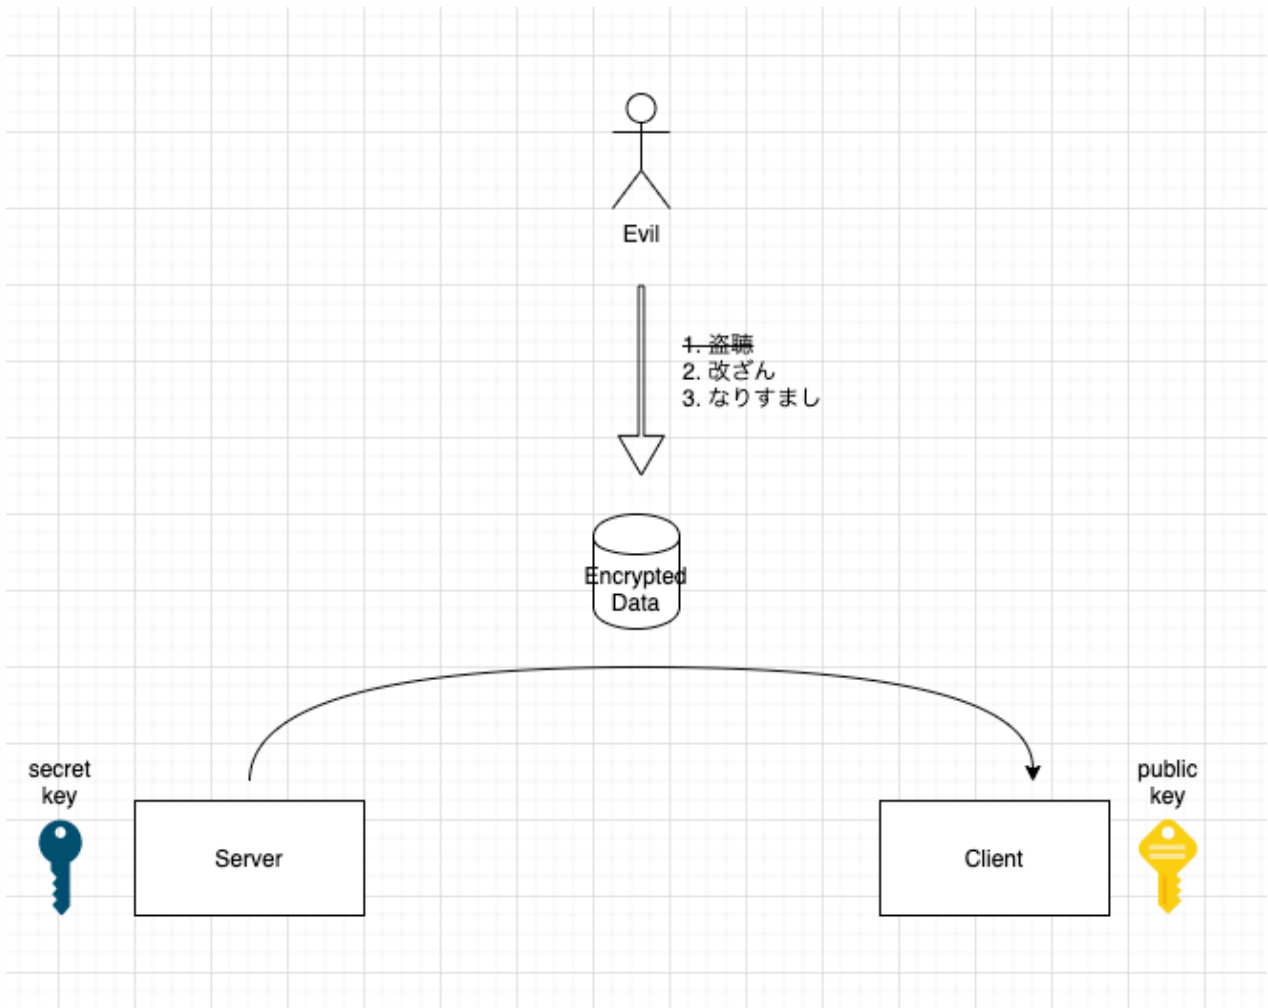 Evil
1. 盗聴
2. 改ざん
3. なりすまし
Encrypted
Data
secret
key
public
key
Server
Client